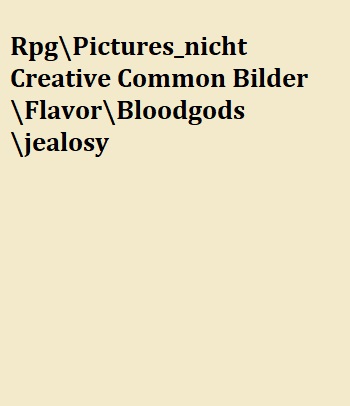 Rpg\Pictures_nicht
Creative Common Bilder
\Flavor\Bloodgods
\jealosy